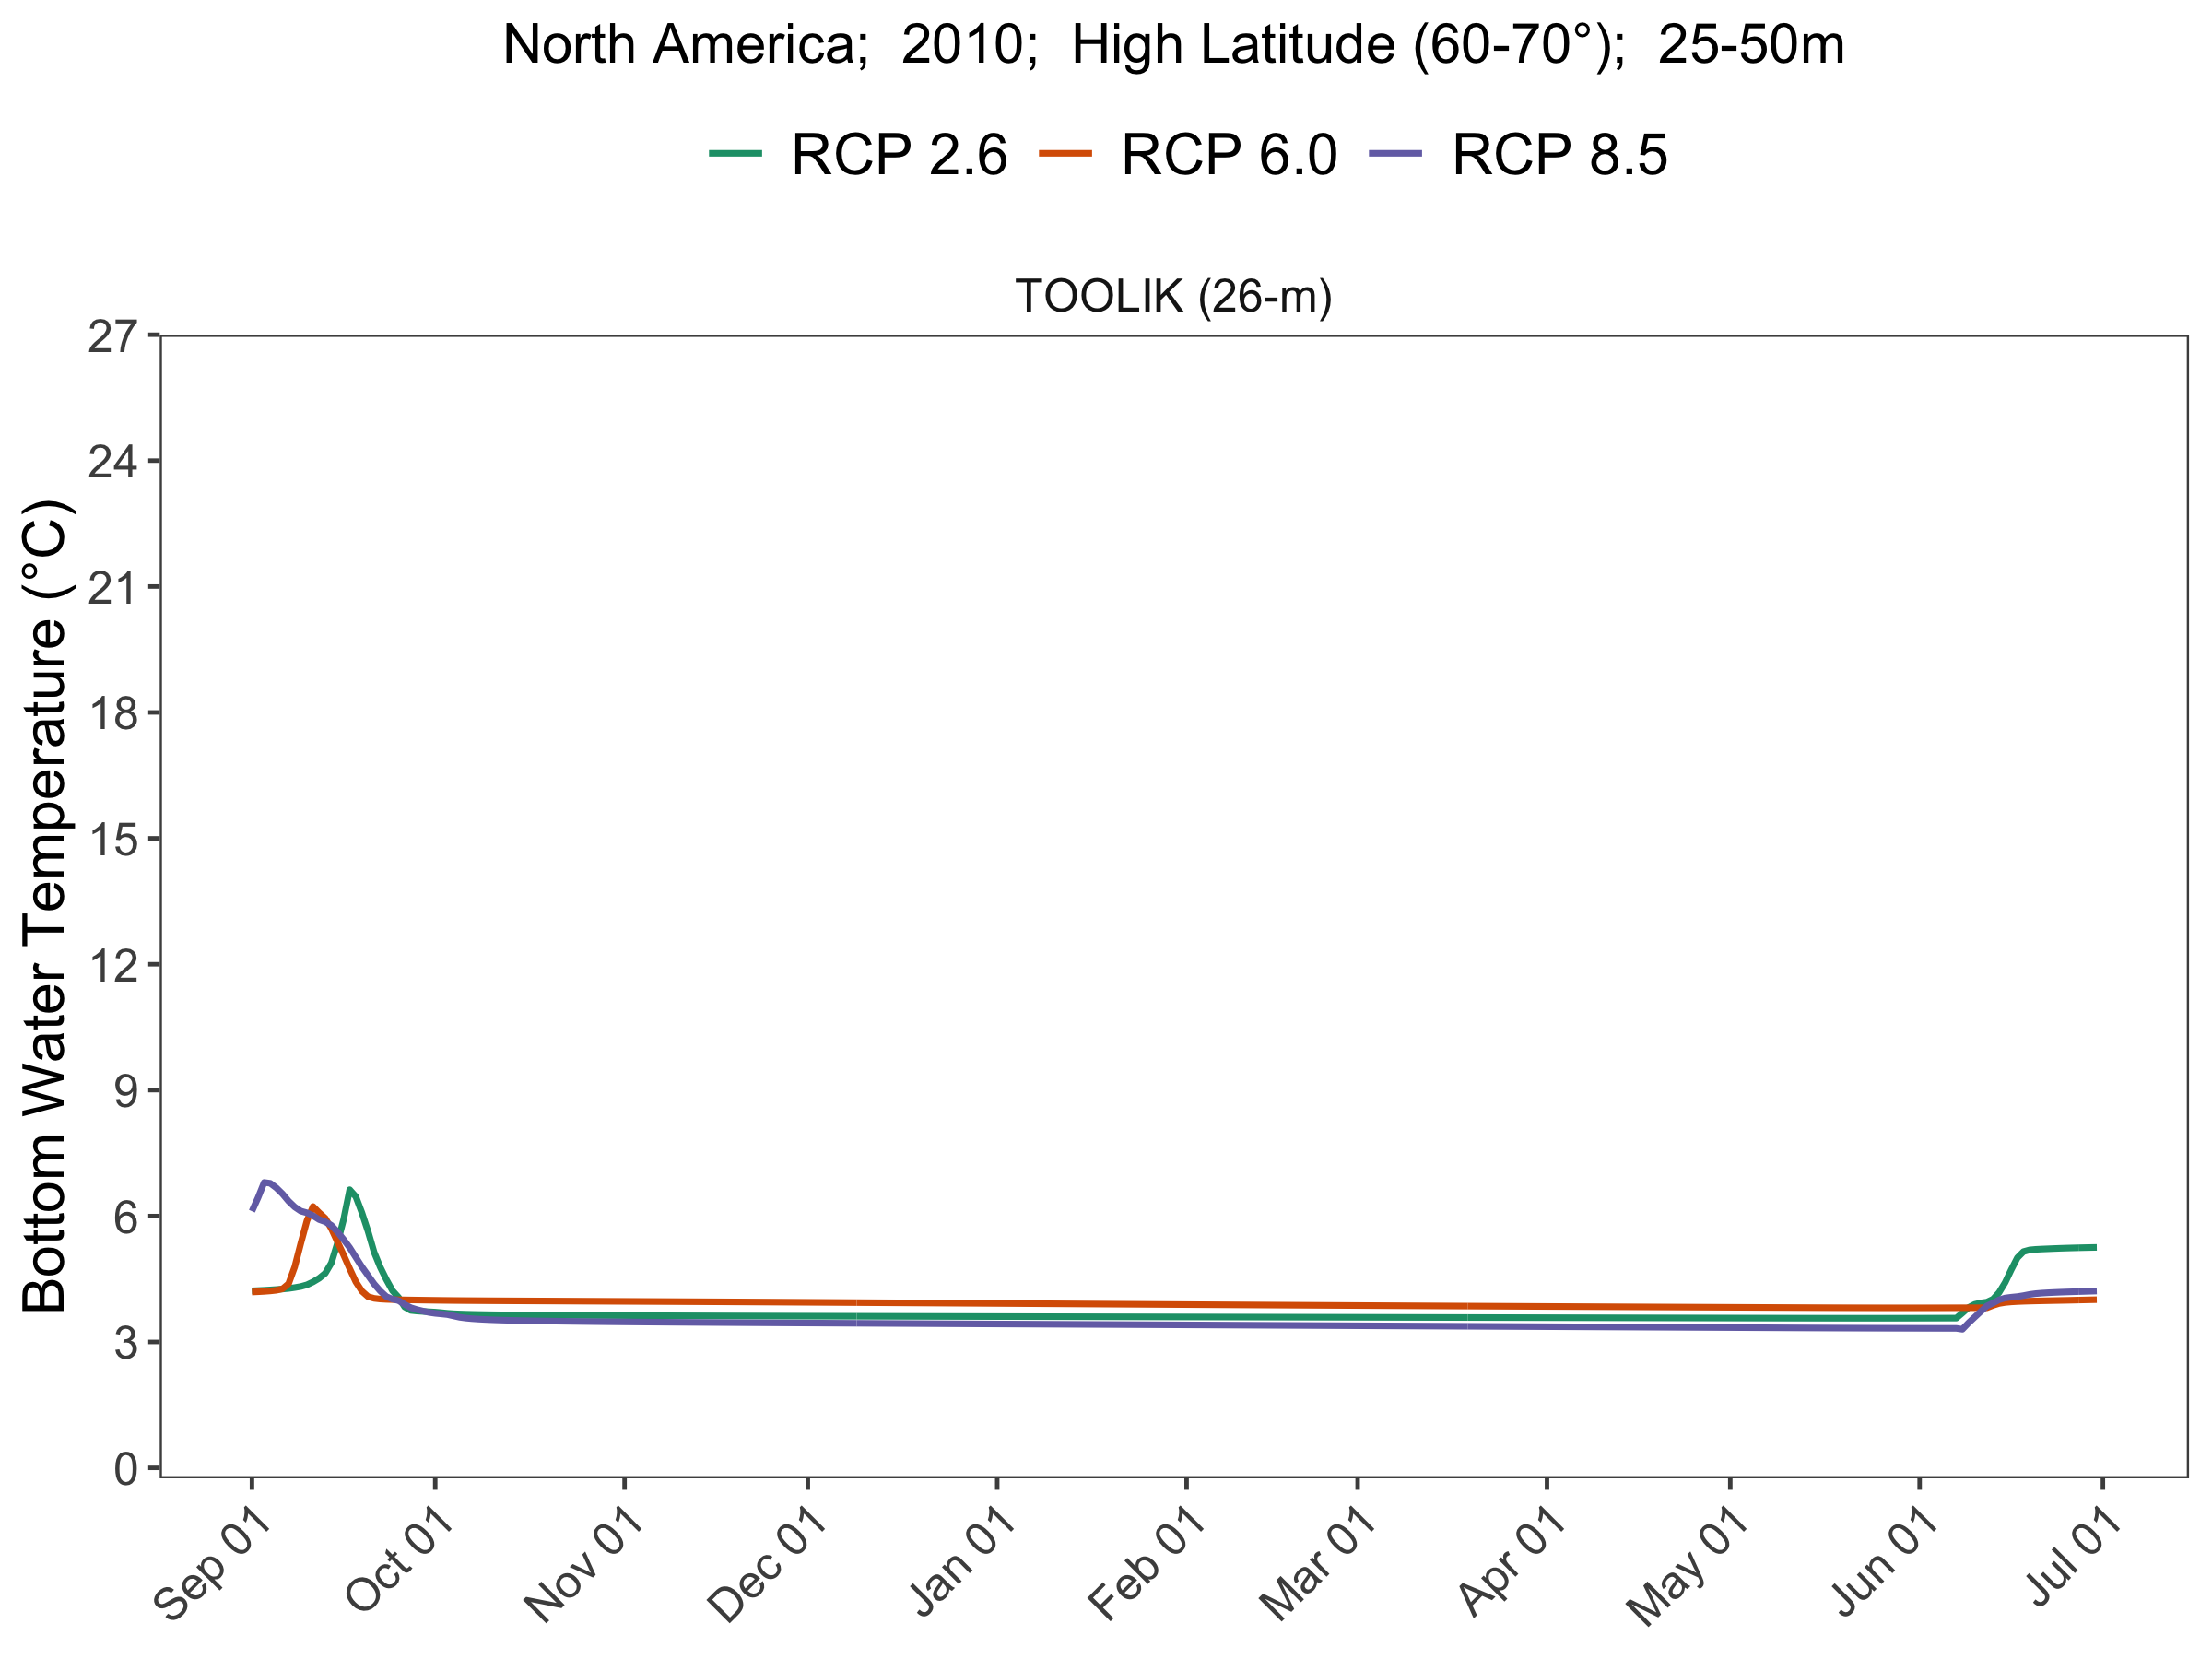 North America;  2010;  High Latitude (60-70°);  25-50m
RCP 2.6 RCP 6.0 RCP 8.5
TOOLIK (26-m)
Bottom Water Temperature (°C)
27
24
21
18
15
12
9
6
3
0
Sep 01 Oct 01 Nov 01 Dec 01 Jan 01 Feb 01 Mar 01 Apr 01 May 01 Jun 01 Jul 01